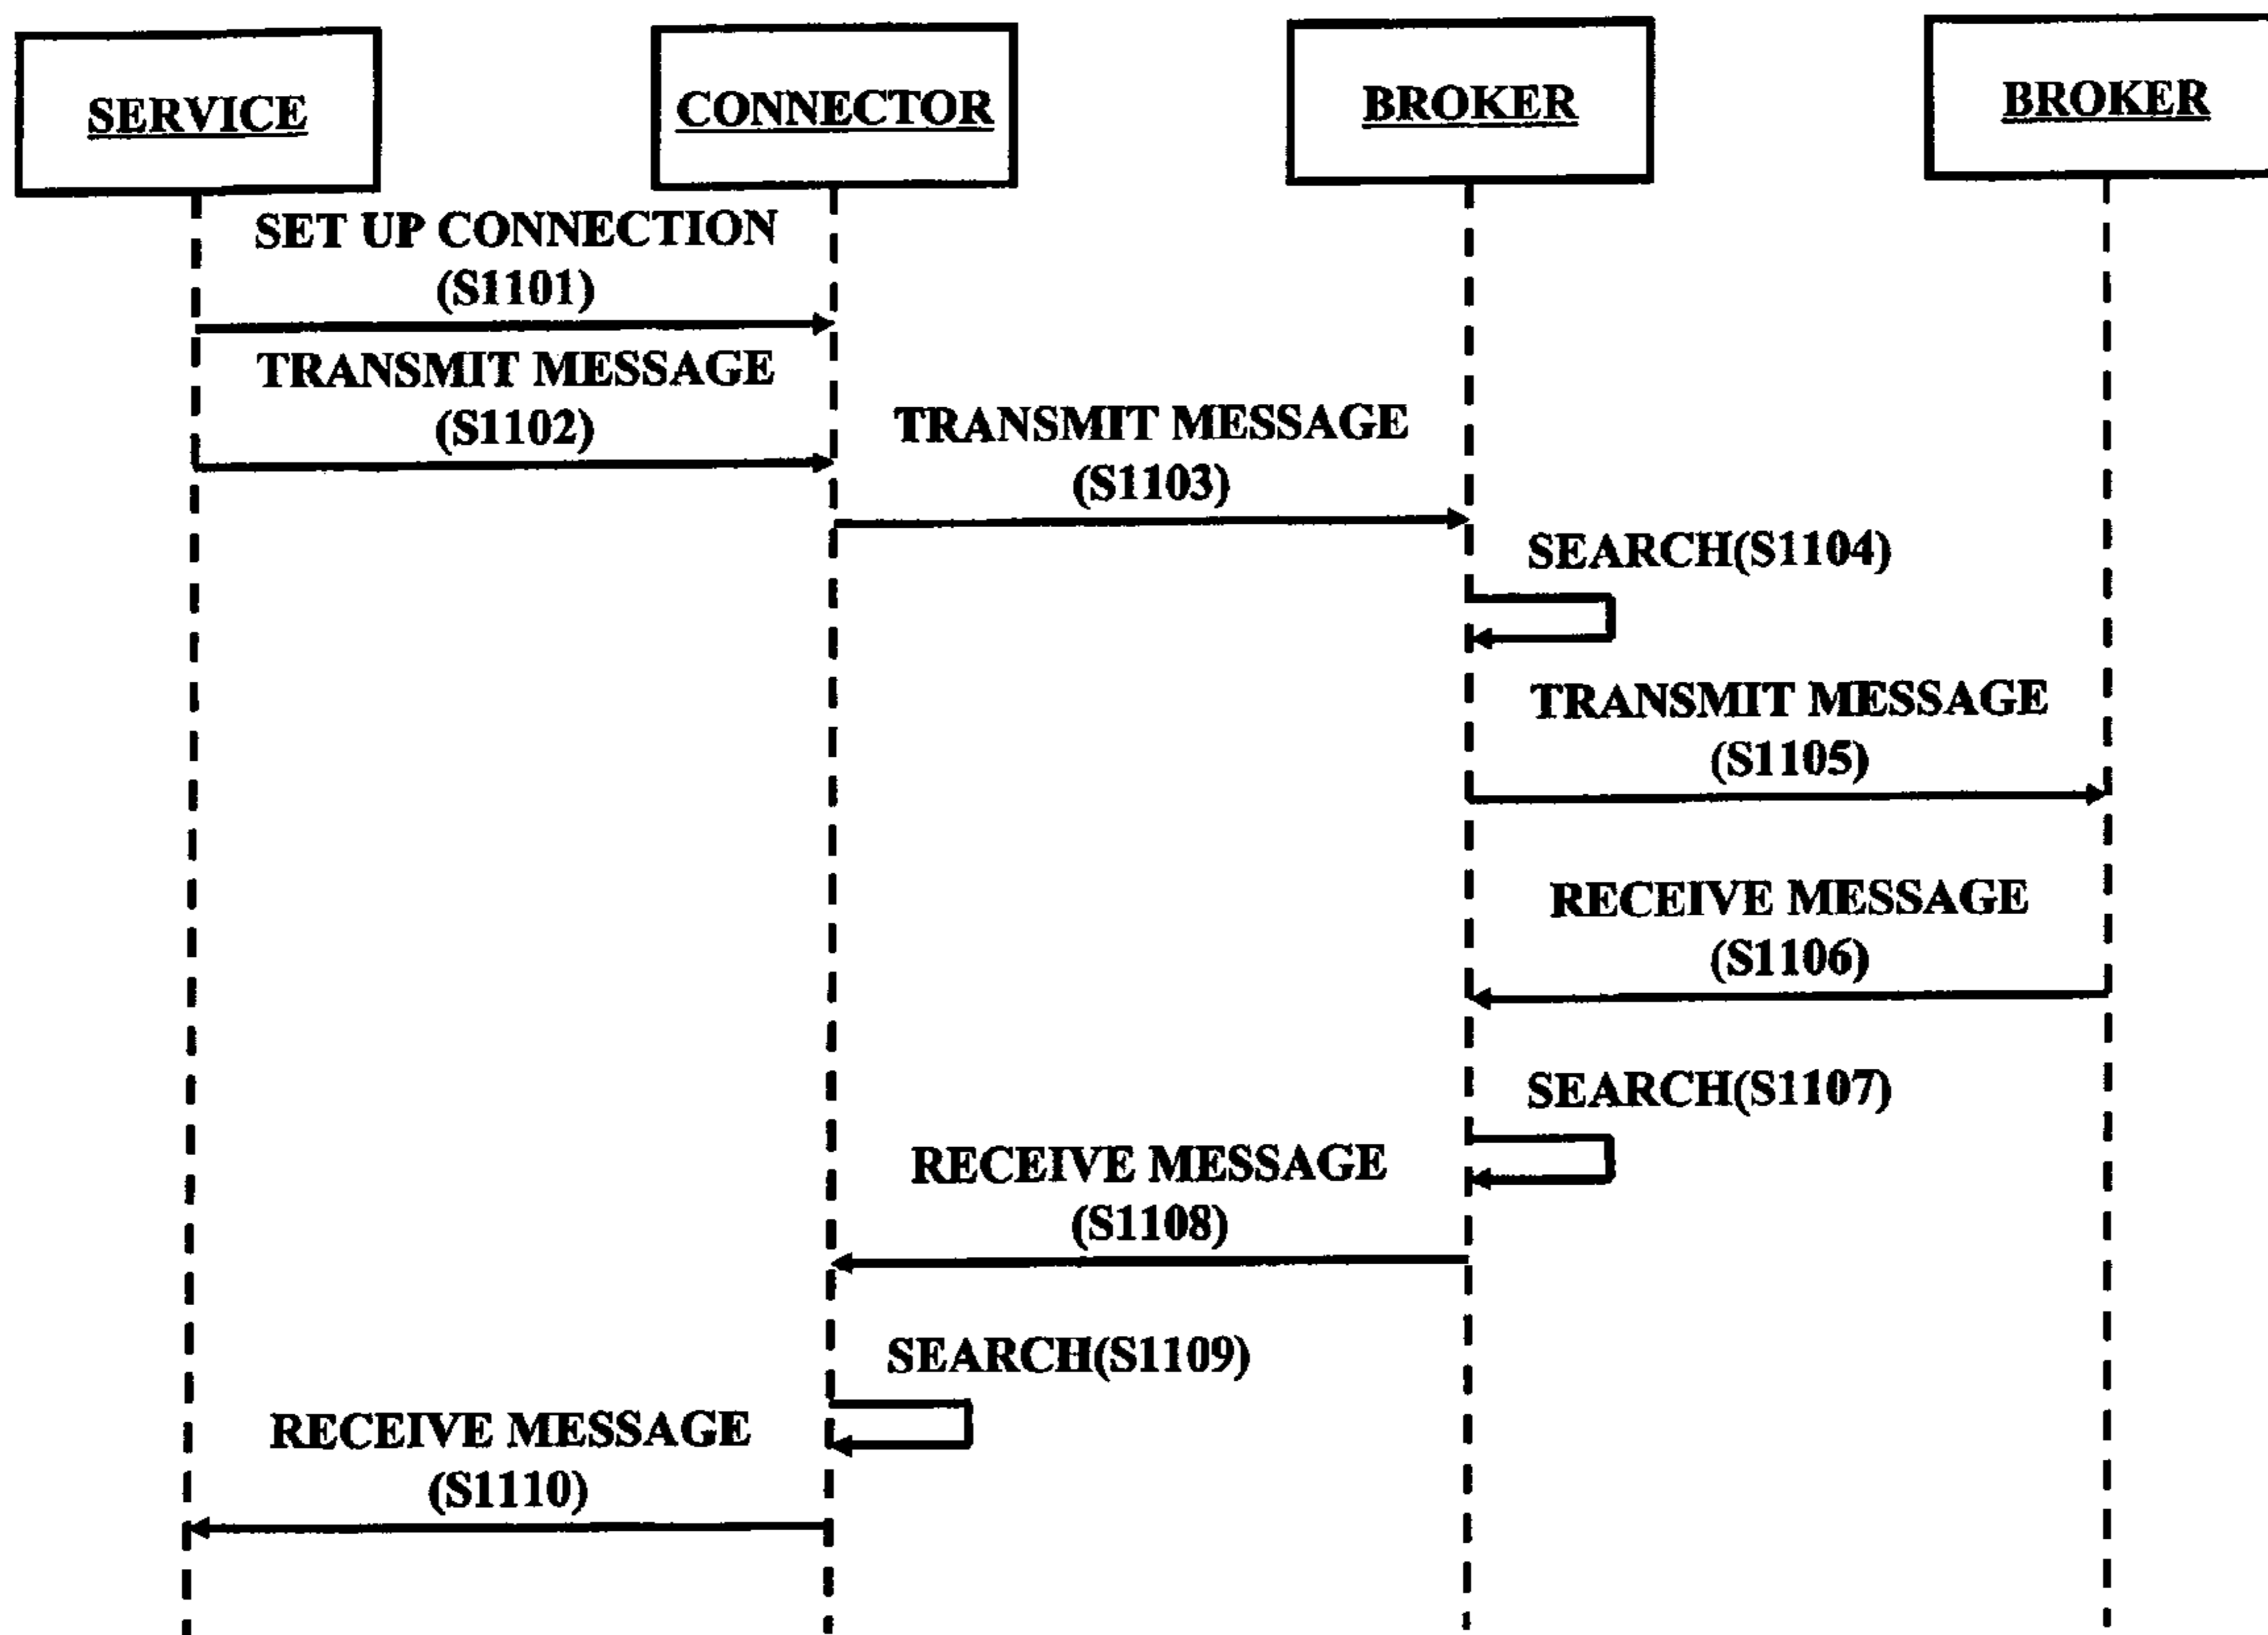 SERVICE
CONNECTOR
BROKER
BROKER
SET UP CONNECTION
(S1101)
TRANSMIT MESSAGE
(S1102)
TRANSMIT MESSAGE
(S1103)
SEARCH(S1104)
TRANSMIT MESSAGE
(S1105)
RECEIVE MESSAGE
(S1106)
SEARCH(S1107)
RECEIVE MESSAGE
(S1108)
SEARCH(S1109)
RECEIVE MESSAGE
(S1110)